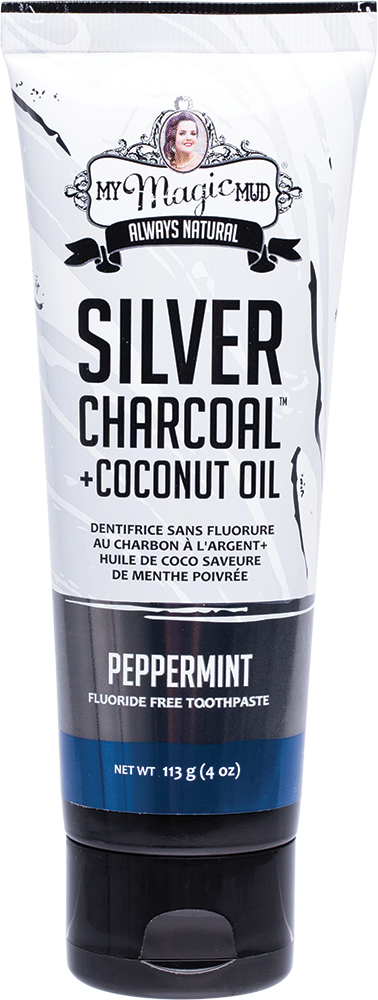 MY Magic MUD®
ALWAYS NATURAL
SILVER
CHARCOAL™
+COCONUT OIL
DENTIFRICE SANS FLUORURE
AU CHARBON À L'ARGENT+
HUILE DE COCO SAVEURE
DE MENTHE POIVRÉE
PEPPERMINT
FLUORIDE FREE TOOTHPASTE
NET WT 113 g (4 oz)